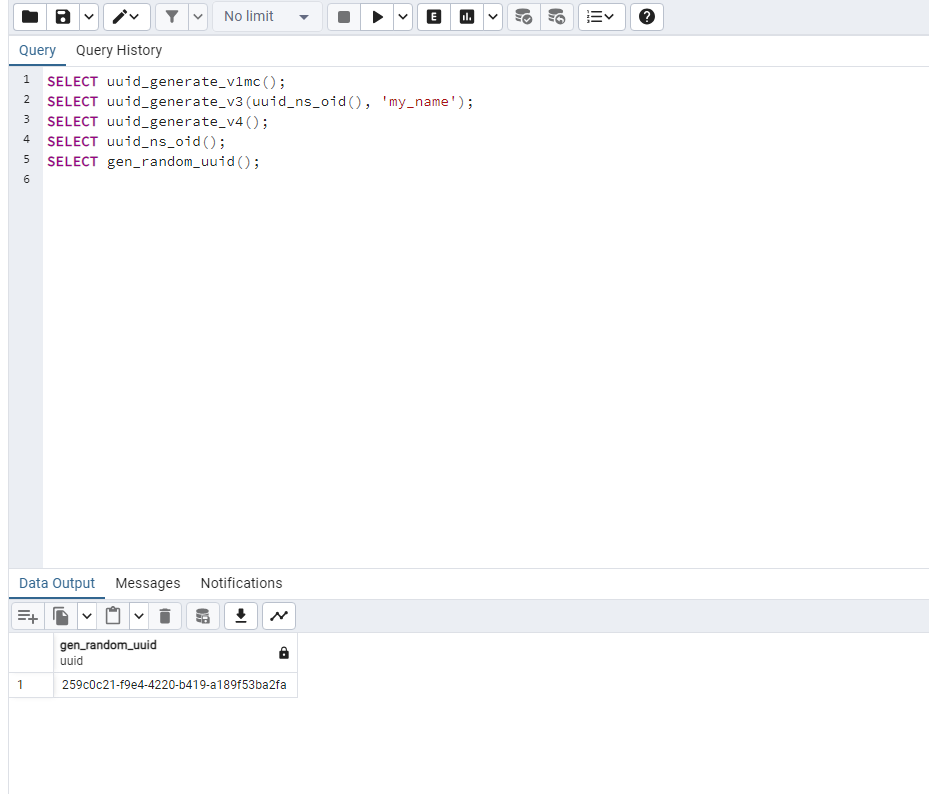 No limit
E
Query Query History
1 SELECT uuid_generate_v1mc();
2 SELECT uuid_generate_v3(uuid_ns_oid(), 'my_name');
3 SELECT uuid_generate_v4();
4 SELECT uuid_ns_oid();
5 SELECT gen_random_uuid();
6
Data Output Messages Notifications
gen_random_uuid
uuid
1 259c0c21-f9e4-4220-b419-a189f53ba2fa